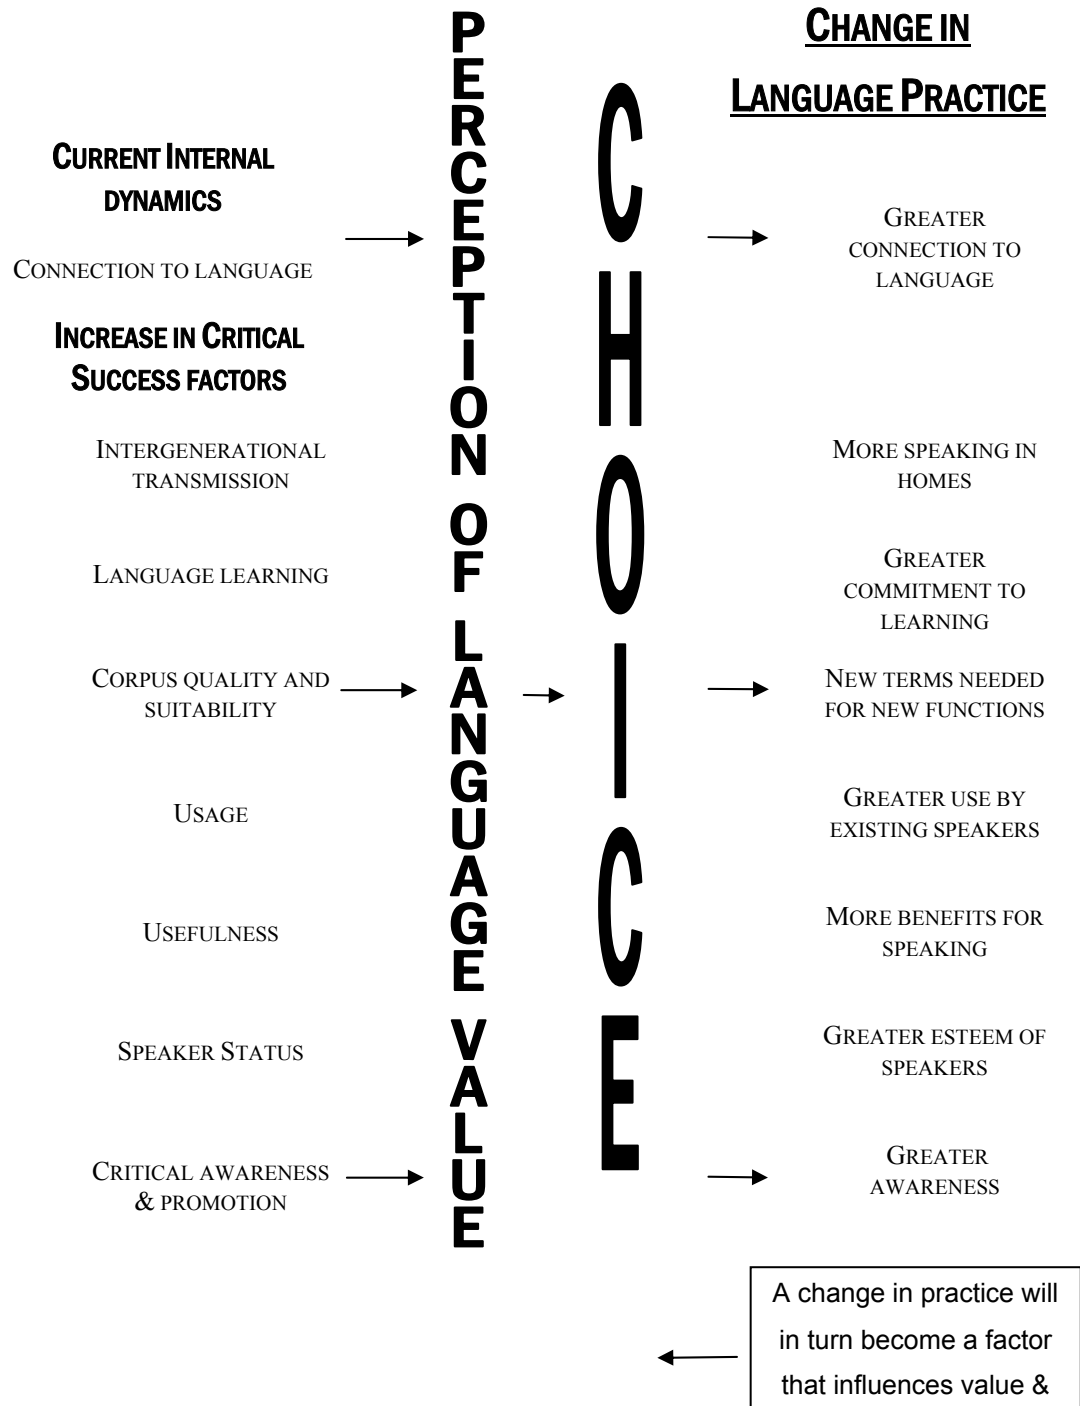 CURRENT INTERNAL
DYNAMICS
CONNECTION TO LANGUAGE
INCREASE IN CRITICAL
SUCCESS FACTORS
INTERGENERATIONAL
TRANSMISSION
LANGUAGE LEARNING
CORPUS QUALITY AND
SUITABILITY
USAGE
USEFULNESS
SPEAKER STATUS
CRITICAL AWARENESS
& PROMOTION
PERCEPTION OF LANGUAGE VALUE
CHOICE
CHANGE IN
LANGUAGE PRACTICE
GREATER
CONNECTION TO
LANGUAGE
MORE SPEAKING IN
HOMES
GREATER
COMMITMENT TO
LEARNING
NEW TERMS NEEDED
FOR NEW FUNCTIONS
GREATER USE BY
EXISTING SPEAKERS
MORE BENEFITS FOR
SPEAKING
GREATER ESTEEM OF
SPEAKERS
GREATER
AWARENESS
A change in practice will
in turn become a factor
that influences value &